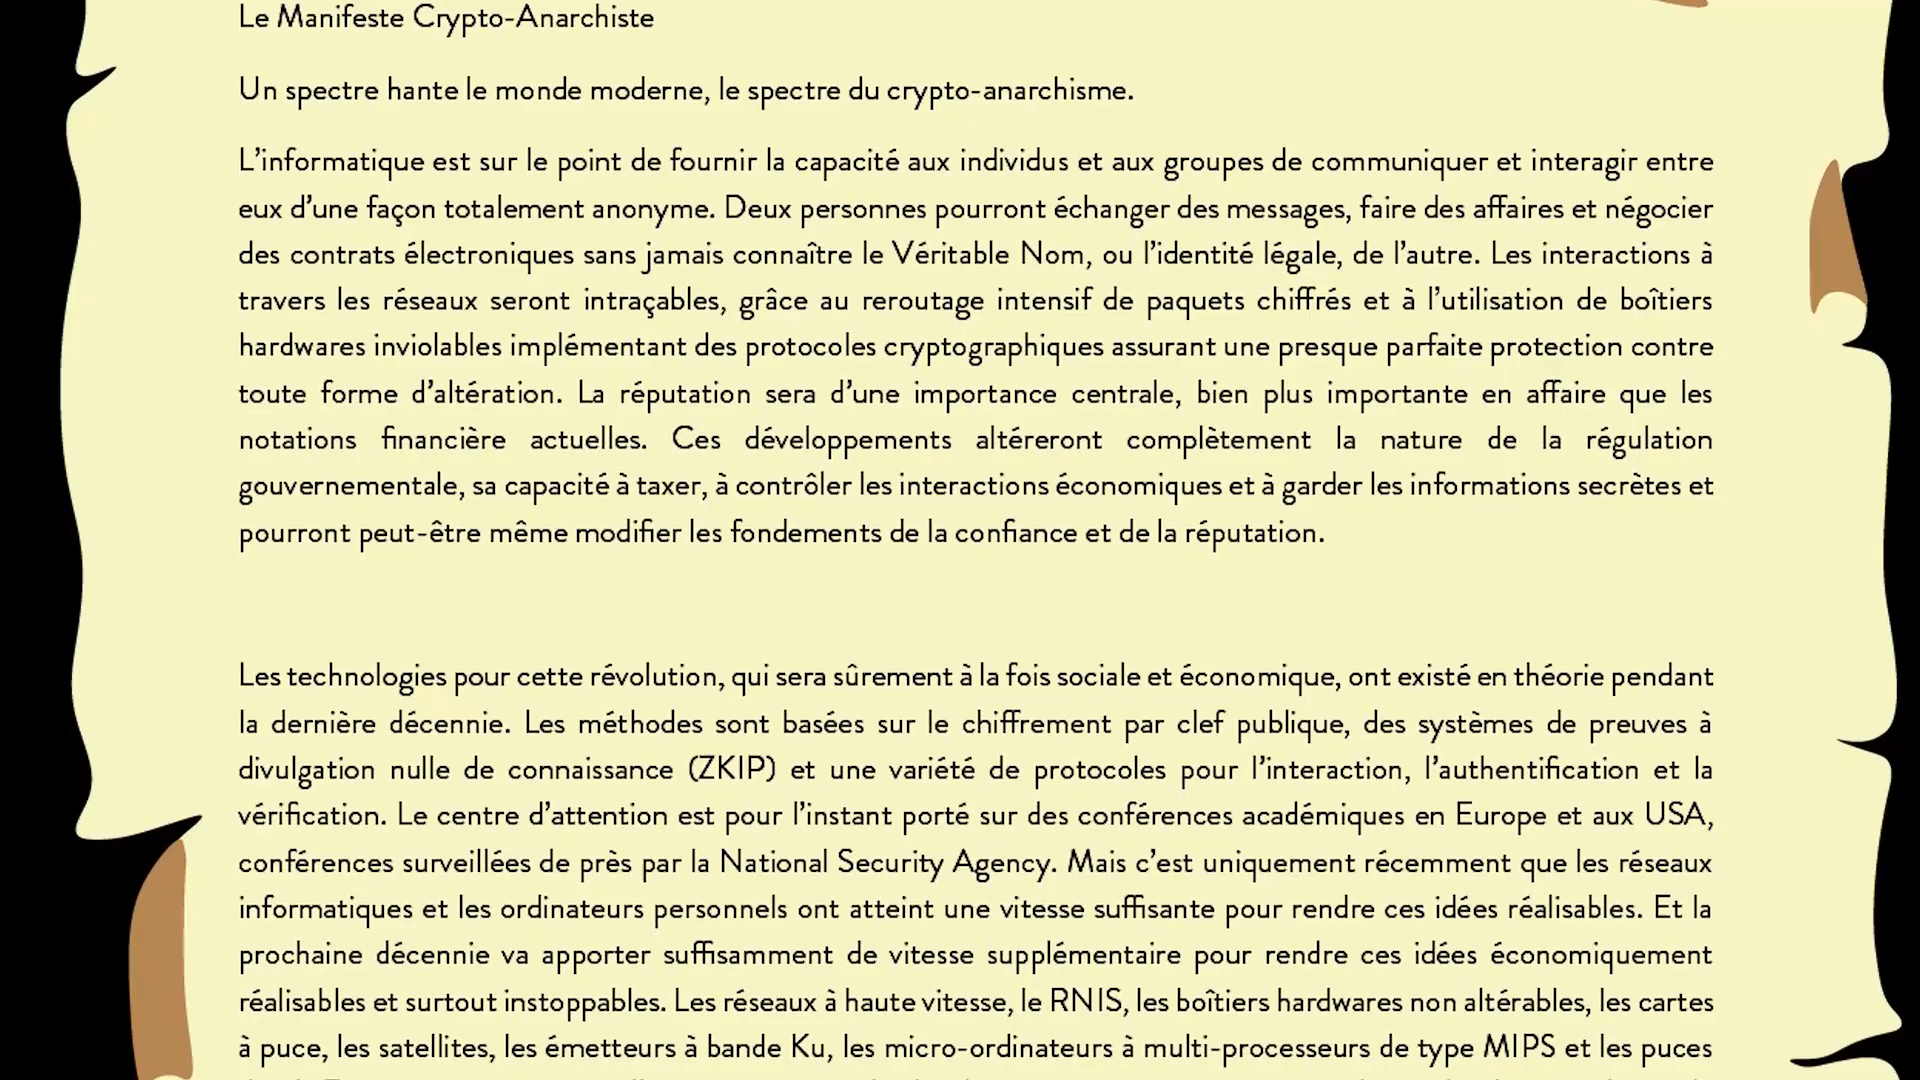 Le Manifeste Crypto-Anarchiste
Un spectre hante le monde moderne, le spectre du crypto-anarchisme.
L’informatique est sur le point de fournir la capacité aux individus et aux groupes de communiquer et interagir entre
eux d’une façon totalement anonyme. Deux personnes pourront échanger des messages, faire des affaires et négocier
des contrats électroniques sans jamais connaître le Véritable Nom, ou l’identité légale, de l’autre. Les interactions à
travers les réseaux seront intraçables, grâce au reroutage intensif de paquets chiffrés et à l’utilisation de boîtiers
hardwares inviolables implémentant des protocoles cryptographiques assurant une presque parfaite protection contre
toute forme d’altération. La réputation sera d’une importance centrale, bien plus importante en affaire que les
notations financière actuelles. Ces développements altéreront complètement la nature de la régulation
gouvernementale, sa capacité à taxer, à contrôler les interactions économiques et à garder les informations secrètes et
pourront peut-être même modifier les fondements de la confiance et de la réputation.
Les technologies pour cette révolution, qui sera sûrement à la fois sociale et économique, ont existé en théorie pendant
la dernière décennie. Les méthodes sont basées sur le chiffrement par clef publique, des systèmes de preuves à
divulgation nulle de connaissance (ZKIP) et une variété de protocoles pour l’interaction, l’authentification et la
vérification. Le centre d’attention est pour l’instant porté sur des conférences académiques en Europe et aux USA,
conférences surveillées de près par la National Security Agency. Mais c’est uniquement récemment que les réseaux
informatiques et les ordinateurs personnels ont atteint une vitesse suffisante pour rendre ces idées réalisables. Et la
prochaine décennie va apporter suffisamment de vitesse supplémentaire pour rendre ces idées économiquement
réalisables et surtout instoppables. Les réseaux à haute vitesse, le RNIS, les boîtiers hardwares non altérables, les cartes
à puce, les satellites, les émetteurs à bande Ku, les micro-ordinateurs à multi-processeurs de type MIPS et les puces